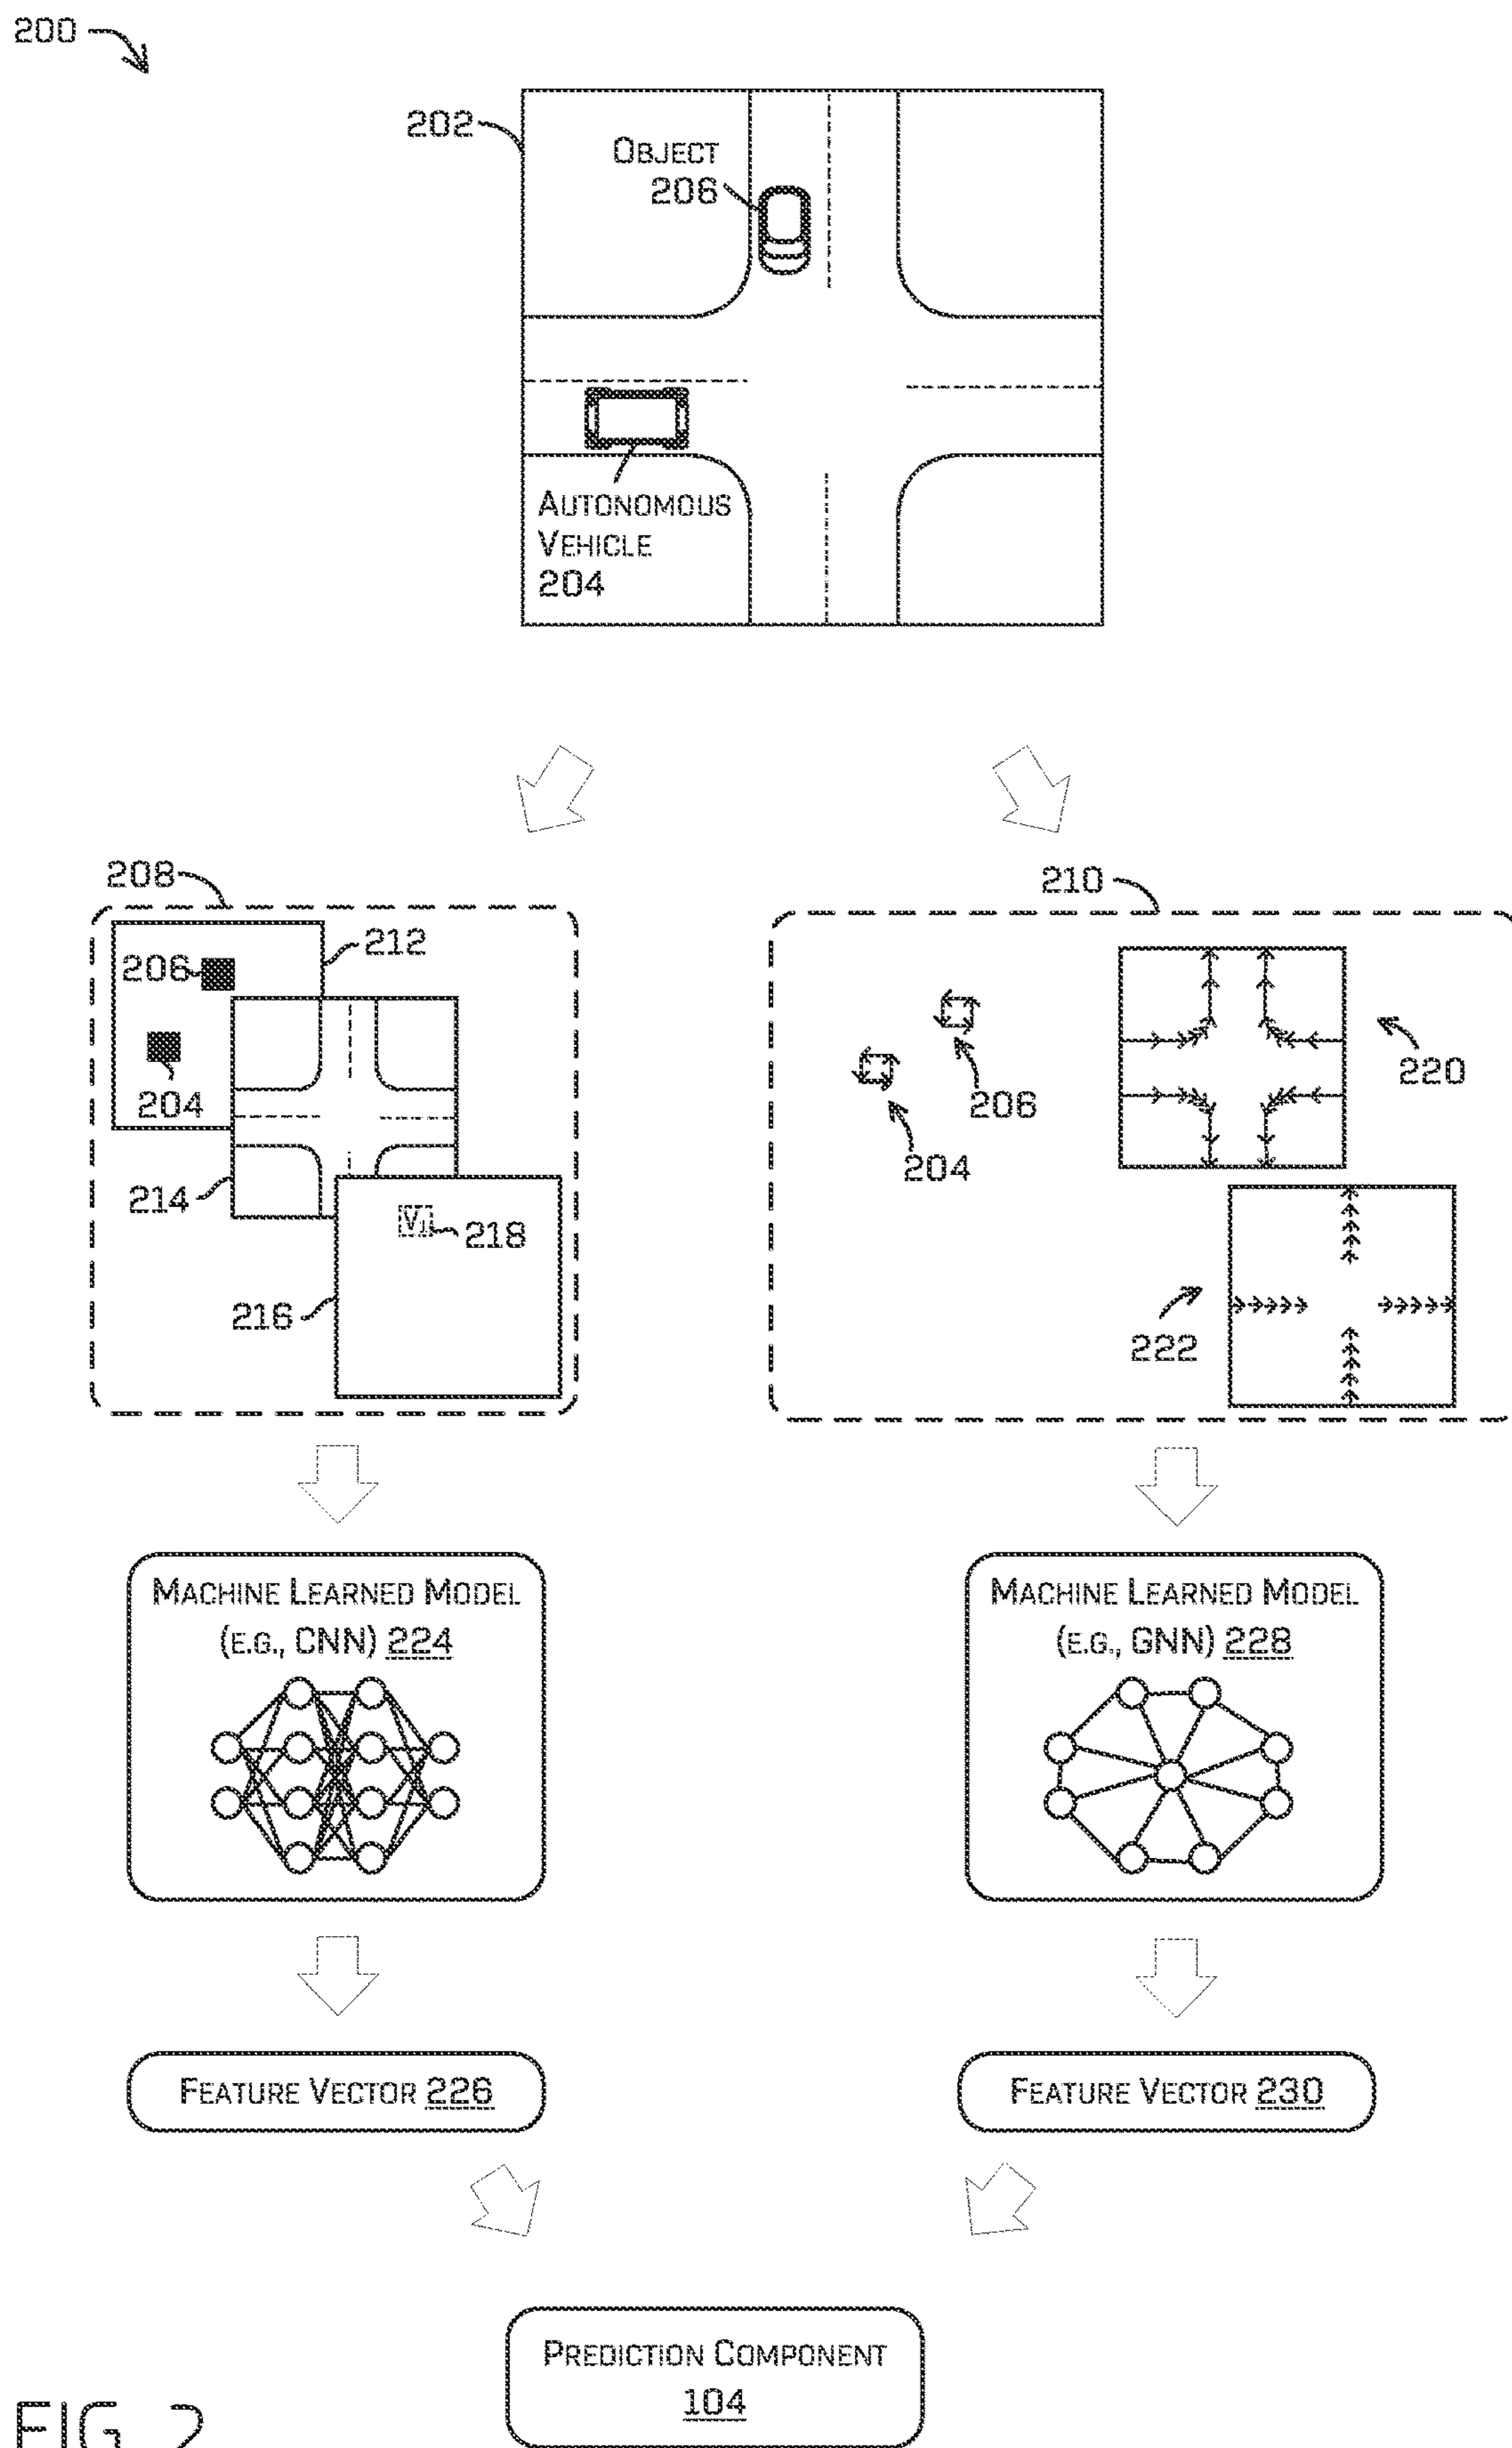 200
202
OBJECT
206
AUTONOMOUS
VEHICLE
204
208
210
212
206
204
214
V1
218
216
206
204
220
222
MACHINE LEARNED MODEL
(E.G., CNN) 224
MACHINE LEARNED MODEL
(E.G., GNN) 228
FEATURE VECTOR 226
FEATURE VECTOR 230
PREDICTION COMPONENT
104
FIG. 2